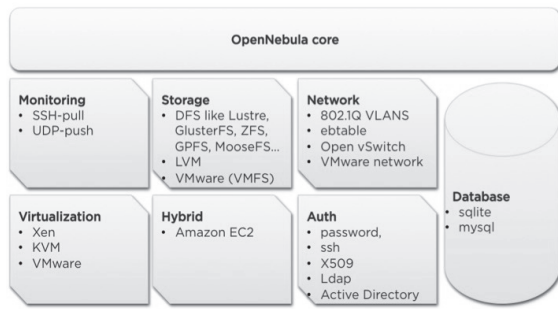 OpenNebula core
Monitoring
• SSH-pull
• UDP-push
Storage
• DFS like Lustre,
GlusterFS, ZFS,
GPFS, MooseFS...
• LVM
• VMware (VMFS)
Network
• 802.1Q VLANS
• ebtable
• Open vSwitch
• VMware network
Virtualization
• Xen
• KVM
• VMware
Hybrid
• Amazon EC2
Auth
• password,
• ssh
• X509
• Ldap
• Active Directory
Database
• sqlite
• mysql